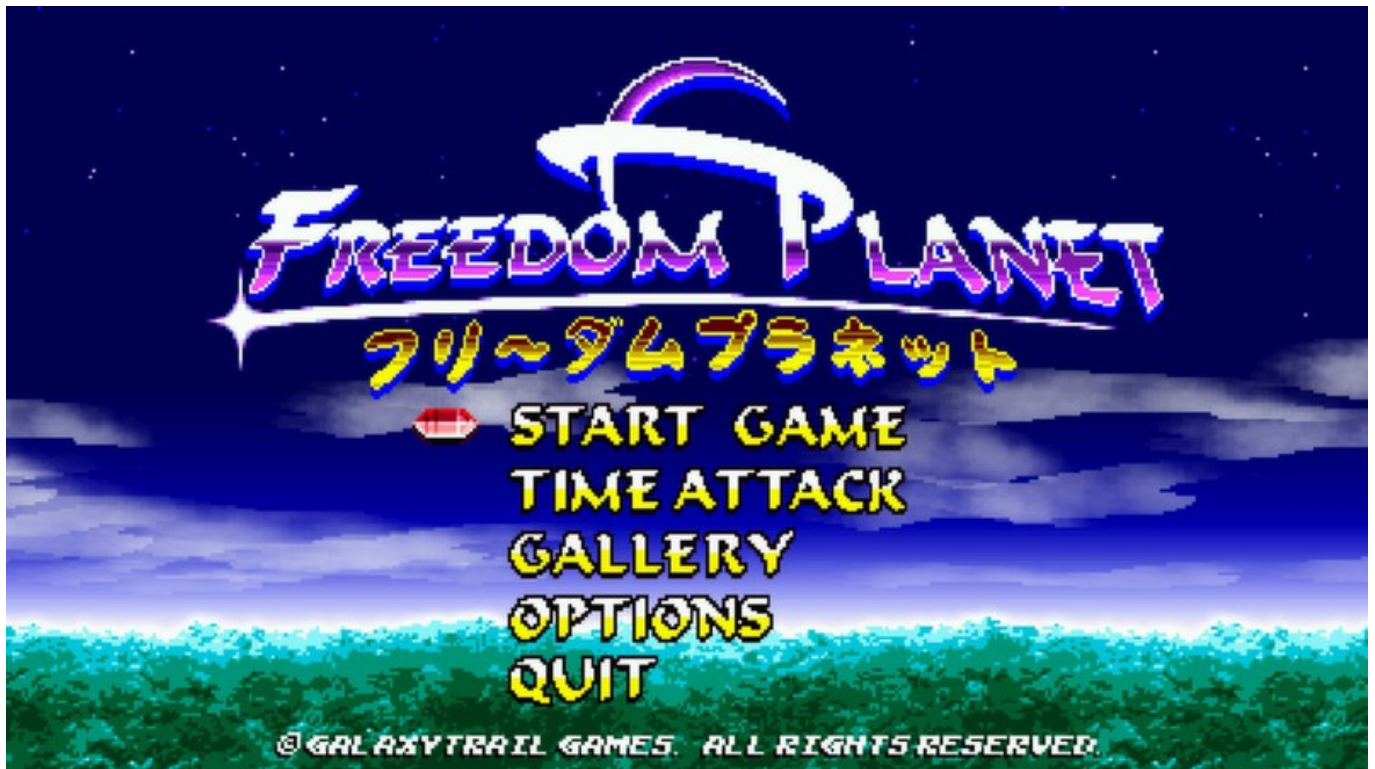 FREEDOM PLANET
フリーダムプラネット
START GAME
TIME ATTACK
GALLERY
OPTIONS
QUIT
© GALAXYTRAIL GAMES. ALL RIGHTS RESERVED.